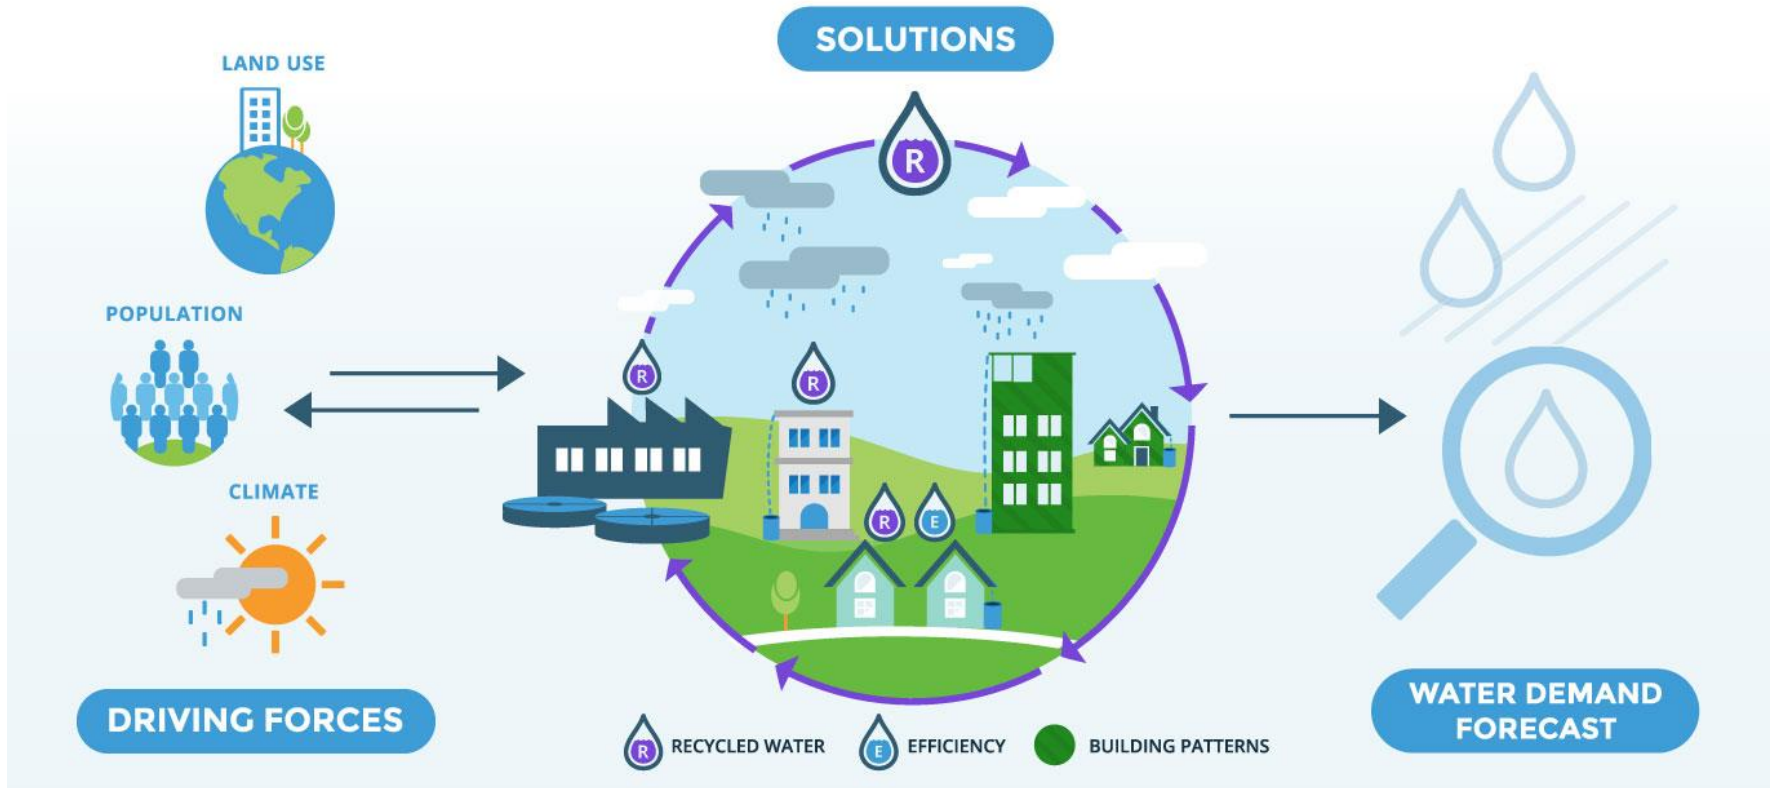 SOLUTIONS
LAND USE
R
POPULATION
R
R
CLIMATE
R
E
DRIVING FORCES
WATER DEMAND
FORECAST
R RECYCLED WATER
E EFFICIENCY
BUILDING PATTERNS